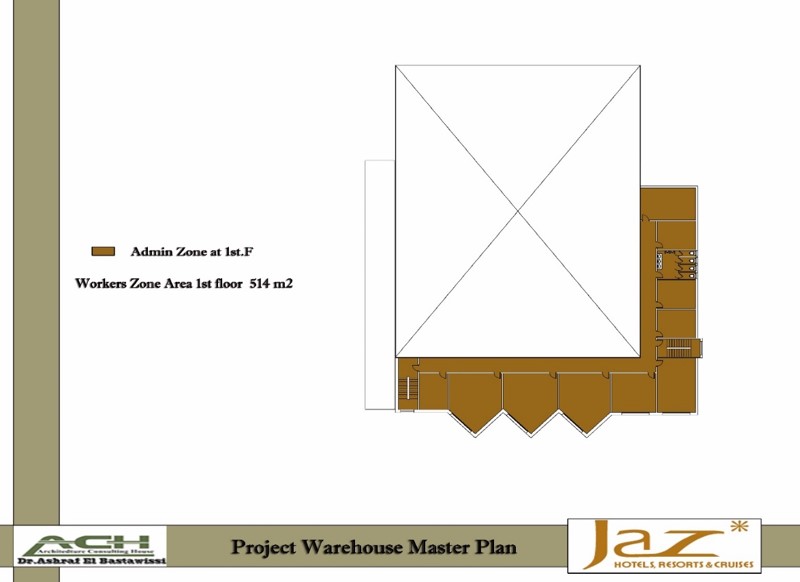 Admin Zone at 1st.F
Workers Zone Area 1st floor 514 m2
ACH
Architecture Consulting House
Dr.Ashraf El Bastawissi
Project Warehouse Master Plan
Jaz*
HOTELS, RESORTS & CRUISES